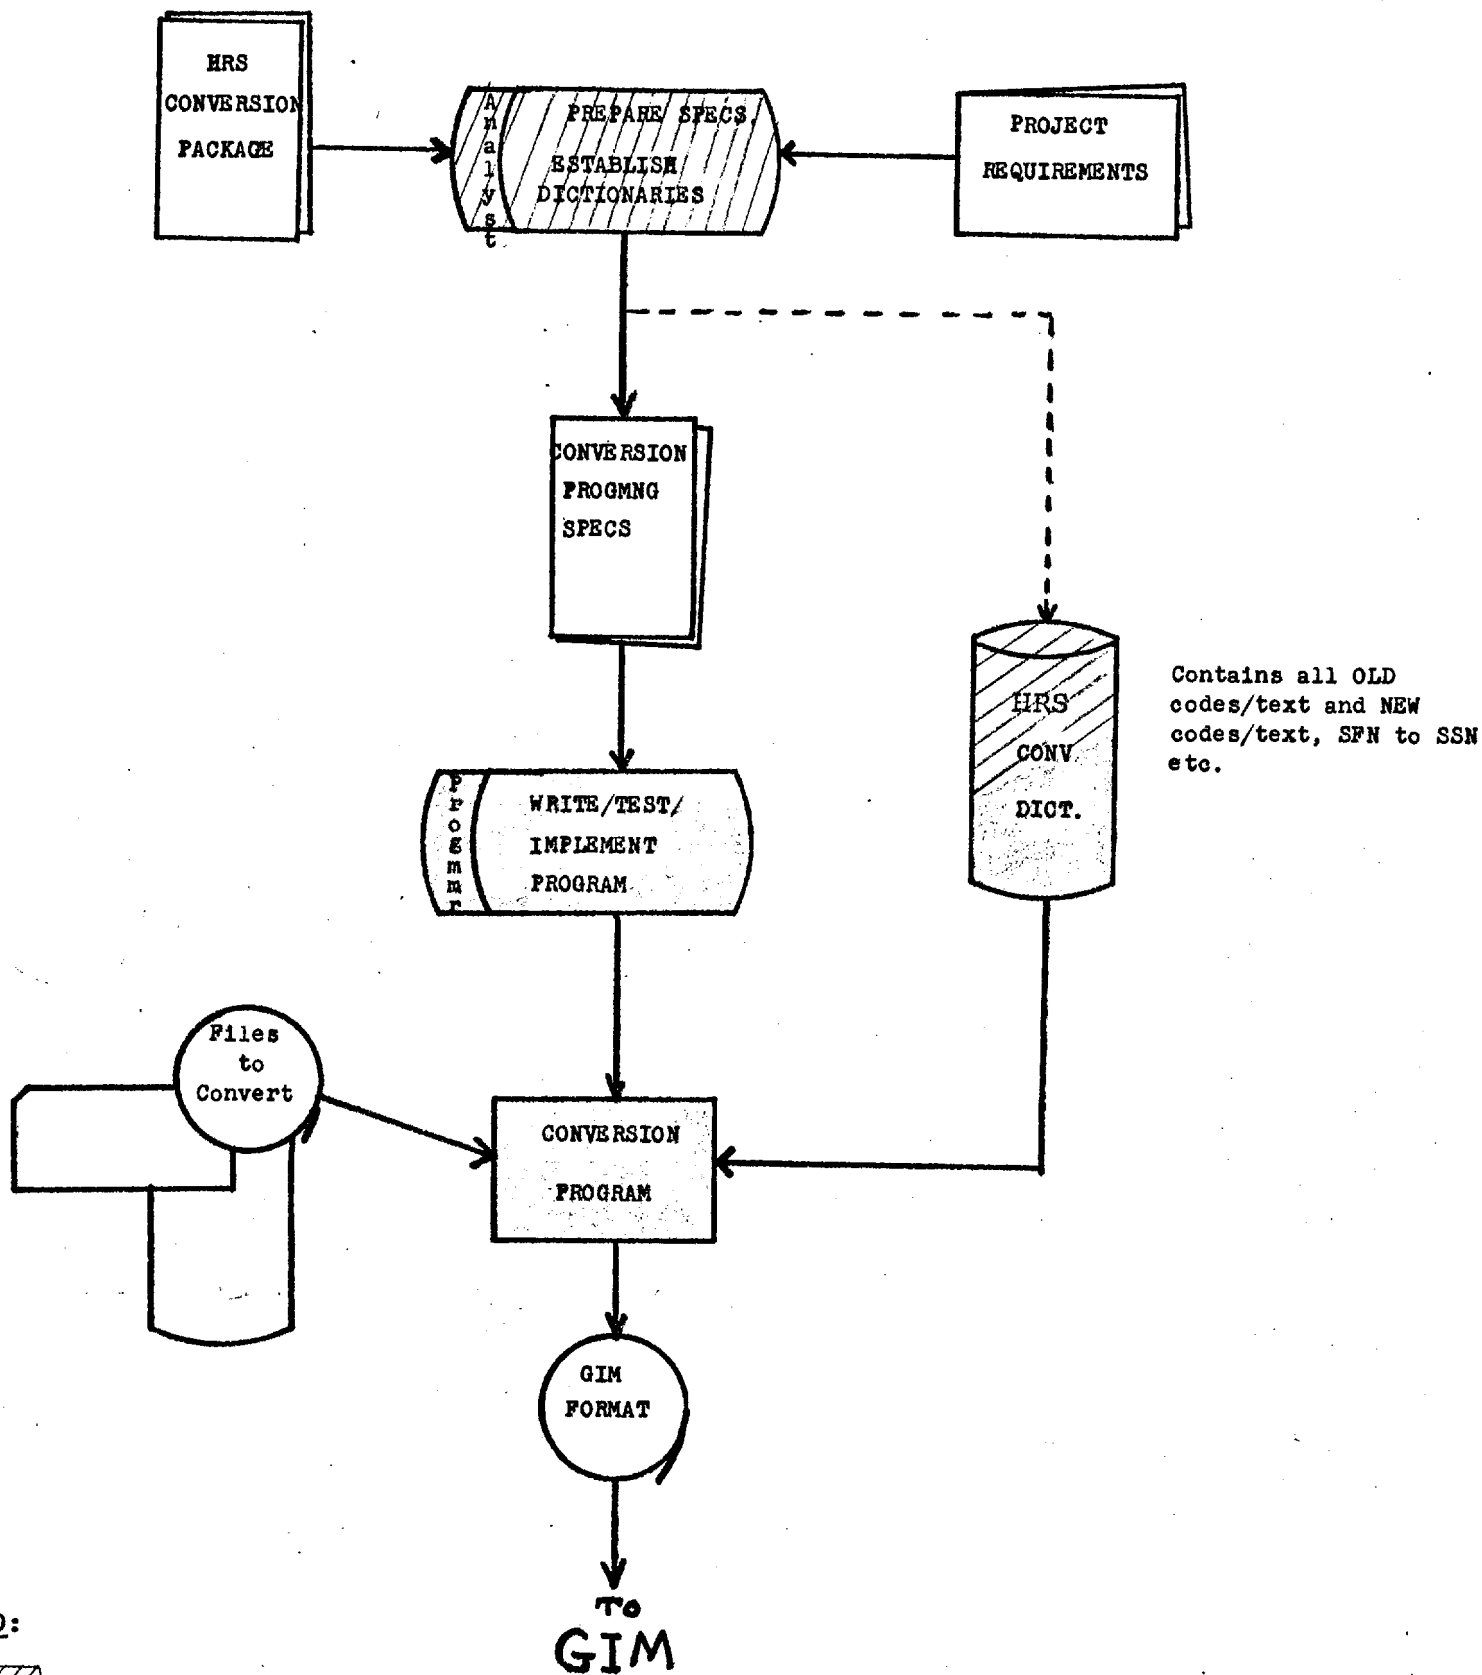 HRS
CONVERSION
PACKAGE
Analyst
PREPARE SPECS.
ESTABLISH
DICTIONARIES
PROJECT
REQUIREMENTS
CONVERSION
PROGMNG
SPECS
HRS
CONV.
DICT.
Contains all OLD
codes/text and NEW
codes/text, SFN to SSN
etc.
Progmmr
WRITE/TEST/
IMPLEMENT
PROGRAM
Files
to
Convert
CONVERSION
PROGRAM
GIM
FORMAT
TO
GIM